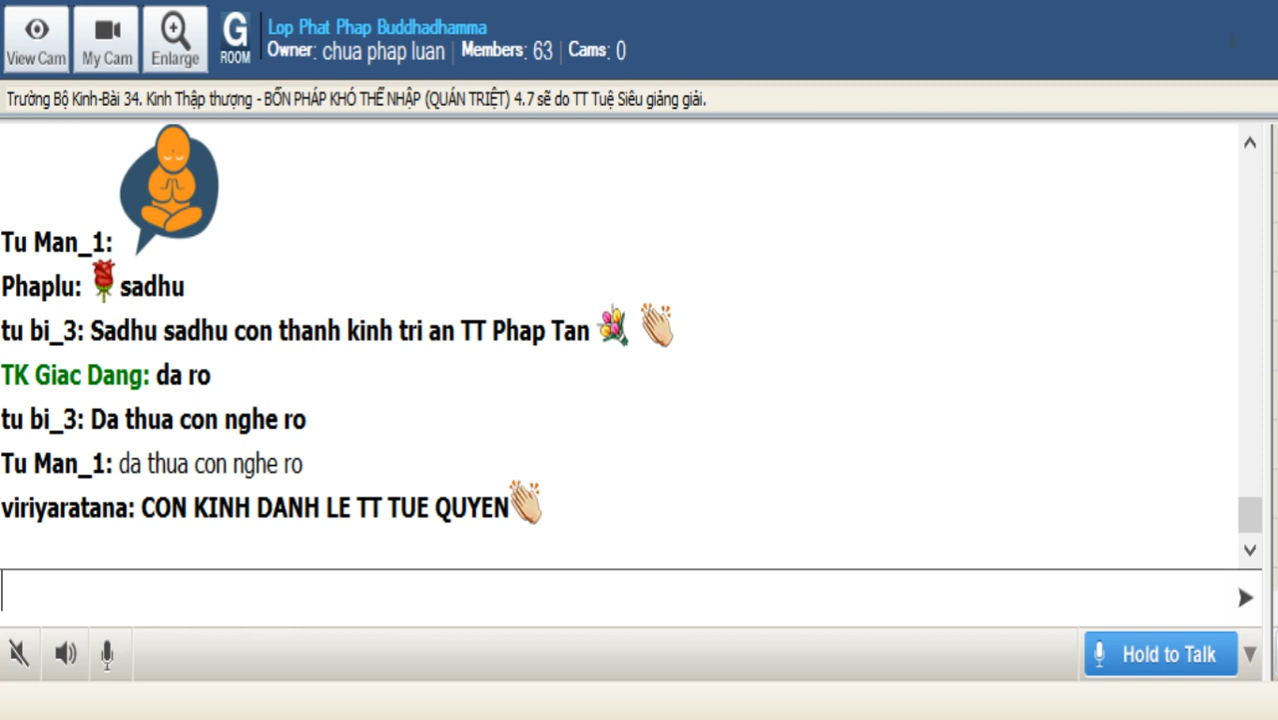 View Cam
My Cam
Enlarge
G
ROOM
Lop Phat Phap Buddhadhamma
Owner: chua phap luan | Members: 63 | Cams: 0
Trường Bộ Kinh-Bài 34. Kinh Thập thượng - BỐN PHÁP KHÓ THỂ NHẬP (QUÁN TRIỆT) 4.7 sẽ do TT Tuệ Siêu giảng giải.
Tu Man_1:
Phaplu: sadhu
tu bi_3: Sadhu sadhu con thanh kinh tri an TT Phap Tan
TK Giac Dang: da ro
tu bi_3: Da thua con nghe ro
Tu Man_1: da thua con nghe ro
viriyaratana: CON KINH DANH LE TT TUE QUYEN
Hold to Talk